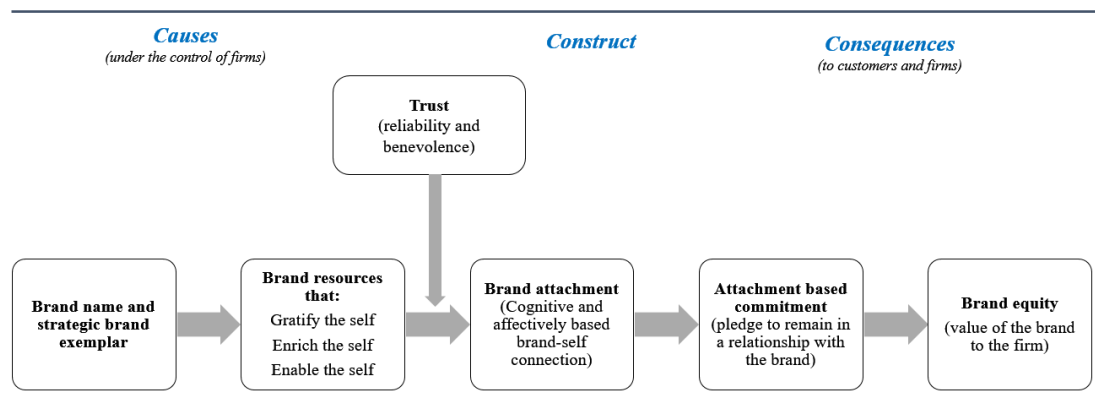 Causes
(under the control of firms)
Construct
Consequences
(to customers and firms)
Trust
(reliability and
benevolence)
Brand name and
strategic brand
exemplar
Brand resources
that:
Gratify the self
Enrich the self
Enable the self
Brand attachment
(Cognitive and
affectively based
brand-self
connection)
Attachment based
commitment
(pledge to remain in
a relationship with
the brand)
Brand equity
(value of the brand
to the firm)